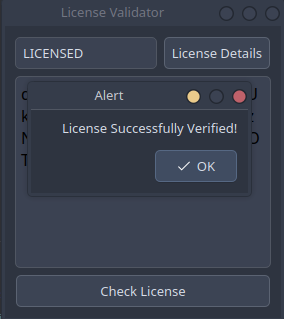 License Validator
LICENSED
License Details
Alert
License Successfully Verified!
OK
Check License